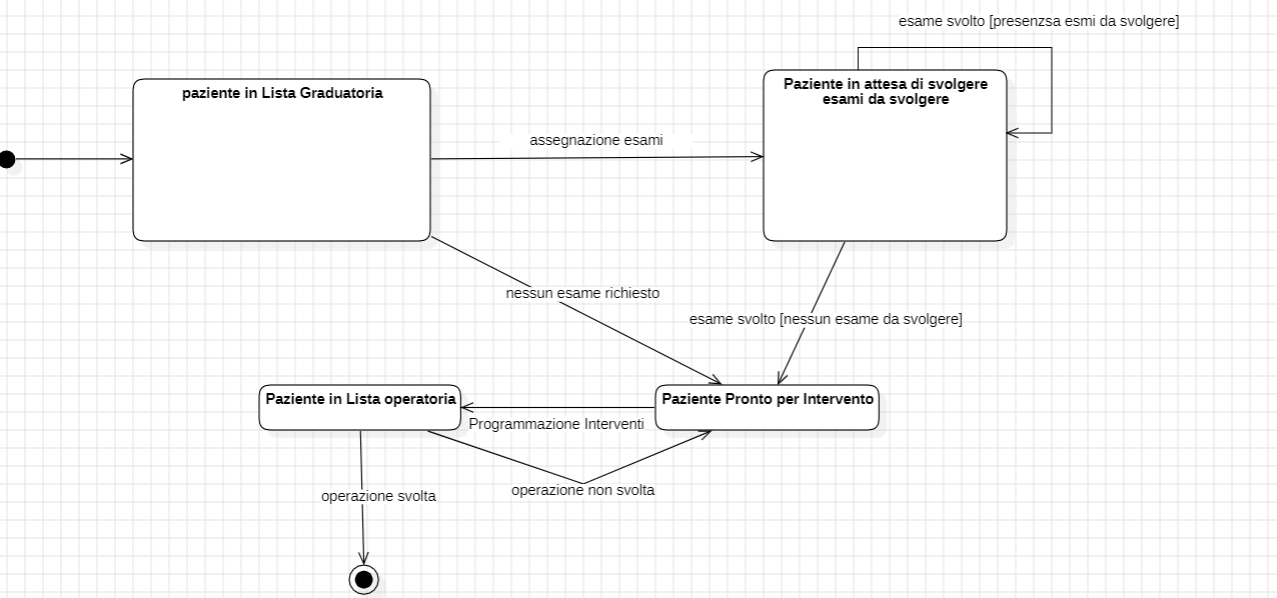 esame svolto [presenzsa esmi da svolgere]
paziente in Lista Graduatoria
Paziente in attesa di svolgere
esami da svolgere
assegnazione esami
nessun esame richiesto
esame svolto [nessun esame da svolgere]
Paziente in Lista operatoria
Paziente Pronto per Intervento
Programmazione Interventi
operazione svolta
operazione non svolta